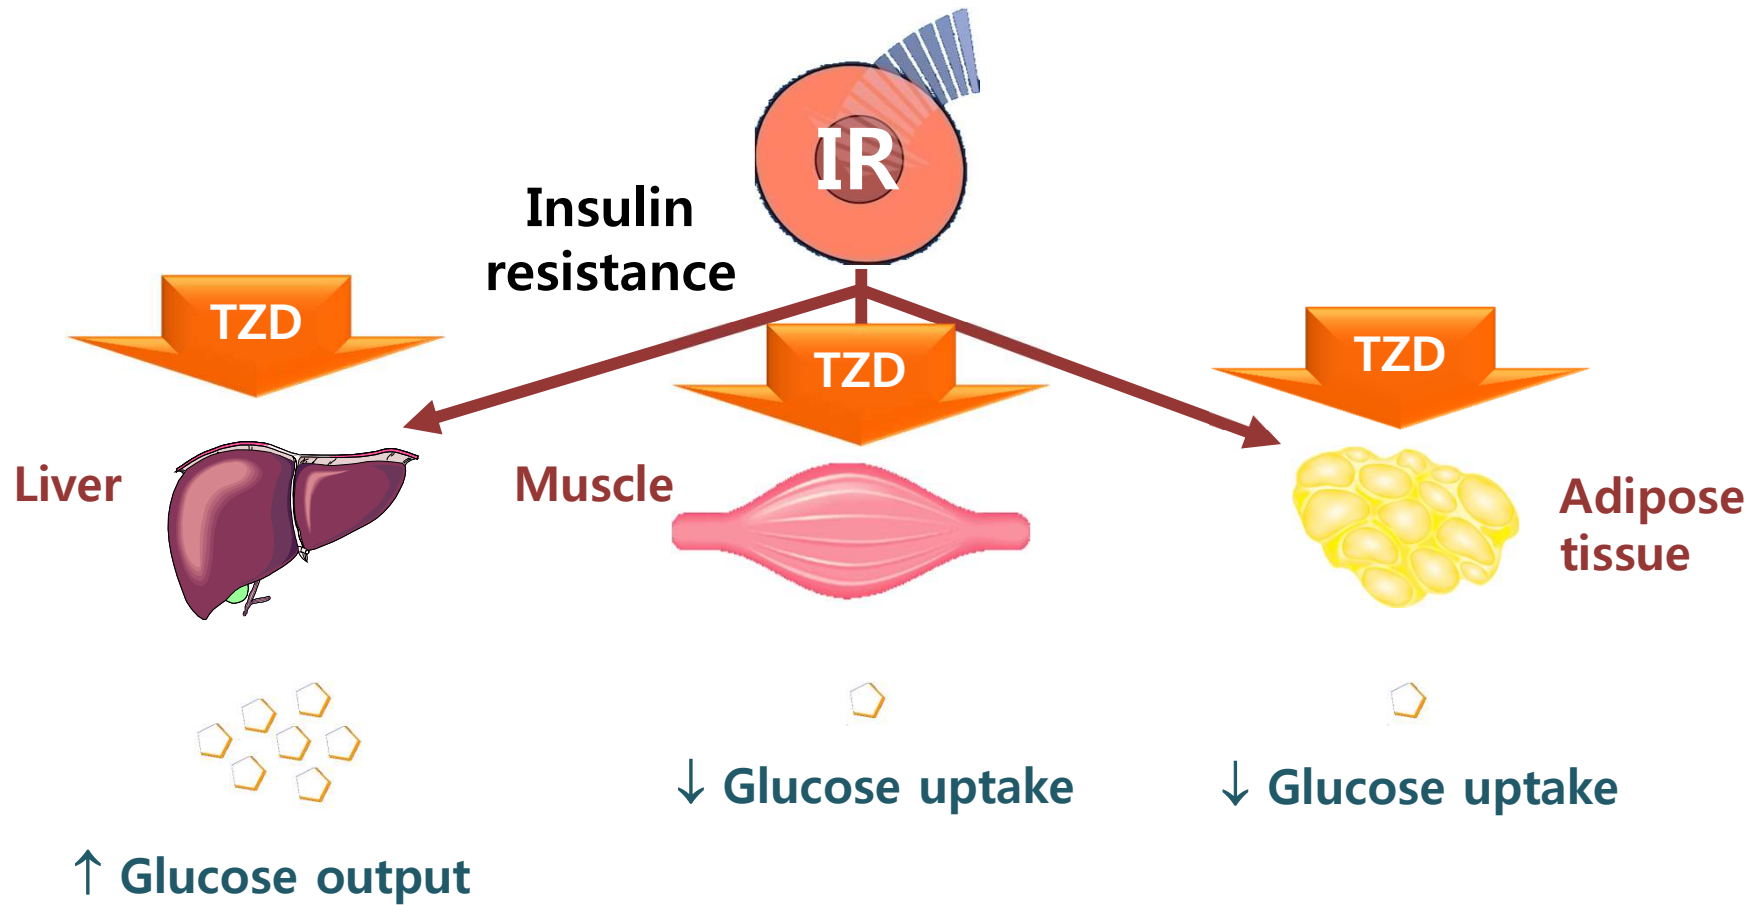 IR
Insulin
resistance
TZD
TZD
TZD
Liver
Muscle
Adipose
tissue
↓ Glucose uptake
↓ Glucose uptake
↑ Glucose output